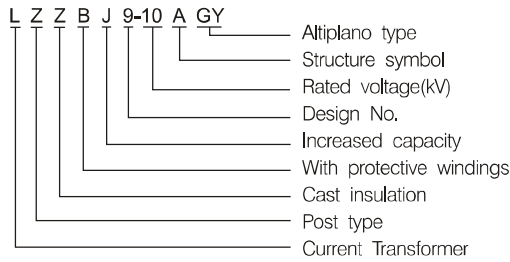 L Z Z B J 9-10 A GY
Altiplano type
Structure symbol
Rated voltage(kV)
Design No.
Increased capacity
With protective windings
Cast insulation
Post type
Current Transformer